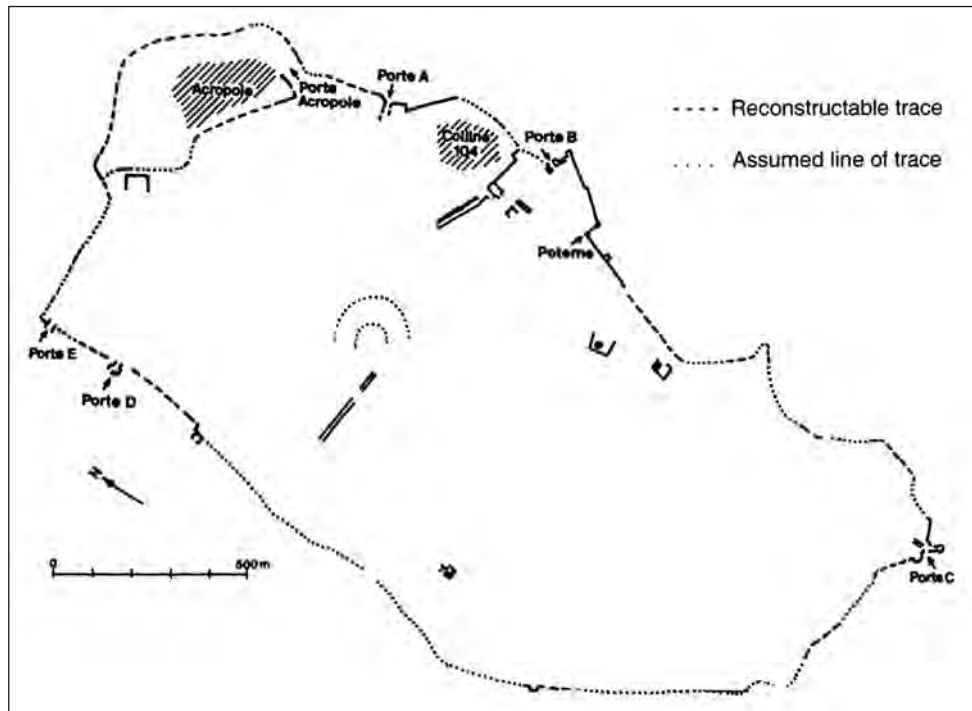 Porte A
Acropole
Porte
Acropole
Colline
104
Porte B
Poterne
Reconstructable trace
Assumed line of trace
Porte E
Porte D
N
0 500m
Porte C